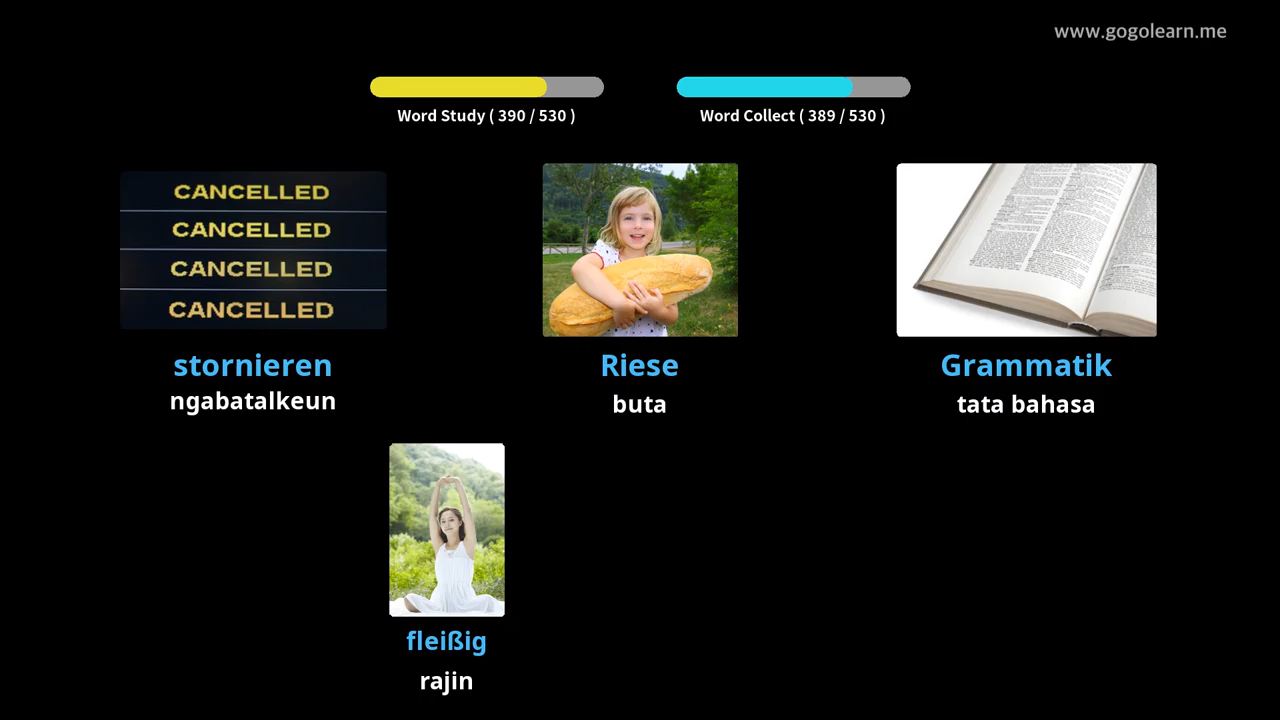 www.gogolearn.me
Word Study ( 390 / 530 )
Word Collect ( 389 / 530 )
CANCELLED
CANCELLED
CANCELLED
CANCELLED
stornieren
ngabatalkeun
Riese
buta
Grammatik
tata bahasa
fleißig
rajin